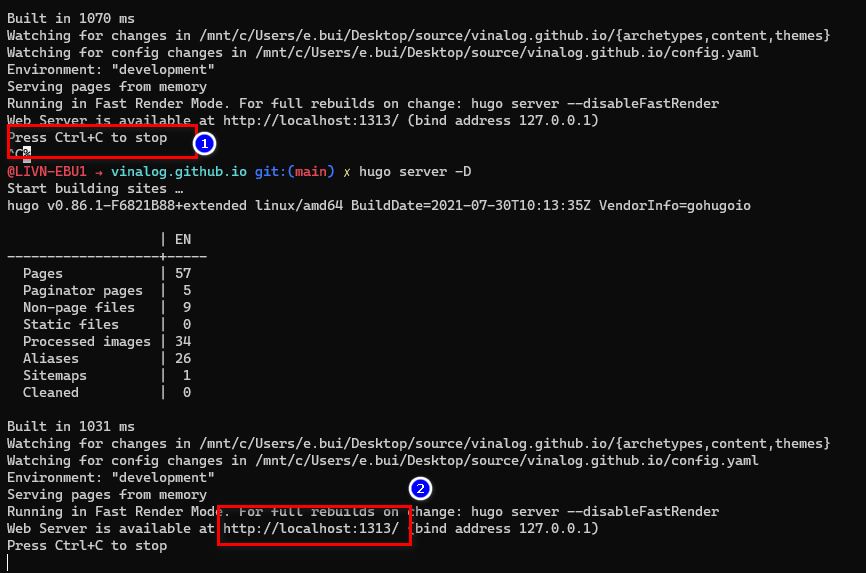 Built in 1070 ms
Watching for changes in /mnt/c/Users/e.bui/Desktop/source/vinalog.github.io/{archetypes,content,themes}
Watching for config changes in /mnt/c/Users/e.bui/Desktop/source/vinalog.github.io/config.yaml
Environment: "development"
Serving pages from memory
Running in Fast Render Mode. For full rebuilds on change: hugo server --disableFastRender
Web Server is available at http://localhost:1313/ (bind address 127.0.0.1)
Press Ctrl+C to stop
1
^C%
@LIVN-EBU1 → vinalog.github.io git:(main) ✗ hugo server -D
Start building sites …
hugo v0.86.1-F6821B88+extended linux/amd64 BuildDate=2021-07-30T10:13:35Z VendorInfo=gohugoio
                   | EN
-------------------+-----
  Pages            | 57
  Paginator pages  |  5
  Non-page files   |  9
  Static files     |  0
  Processed images | 34
  Aliases          | 26
  Sitemaps         |  1
  Cleaned          |  0
Built in 1031 ms
Watching for changes in /mnt/c/Users/e.bui/Desktop/source/vinalog.github.io/{archetypes,content,themes}
Watching for config changes in /mnt/c/Users/e.bui/Desktop/source/vinalog.github.io/config.yaml
Environment: "development"
Serving pages from memory
2
Running in Fast Render Mode. For full rebuilds on change: hugo server --disableFastRender
Web Server is available at http://localhost:1313/ (bind address 127.0.0.1)
Press Ctrl+C to stop